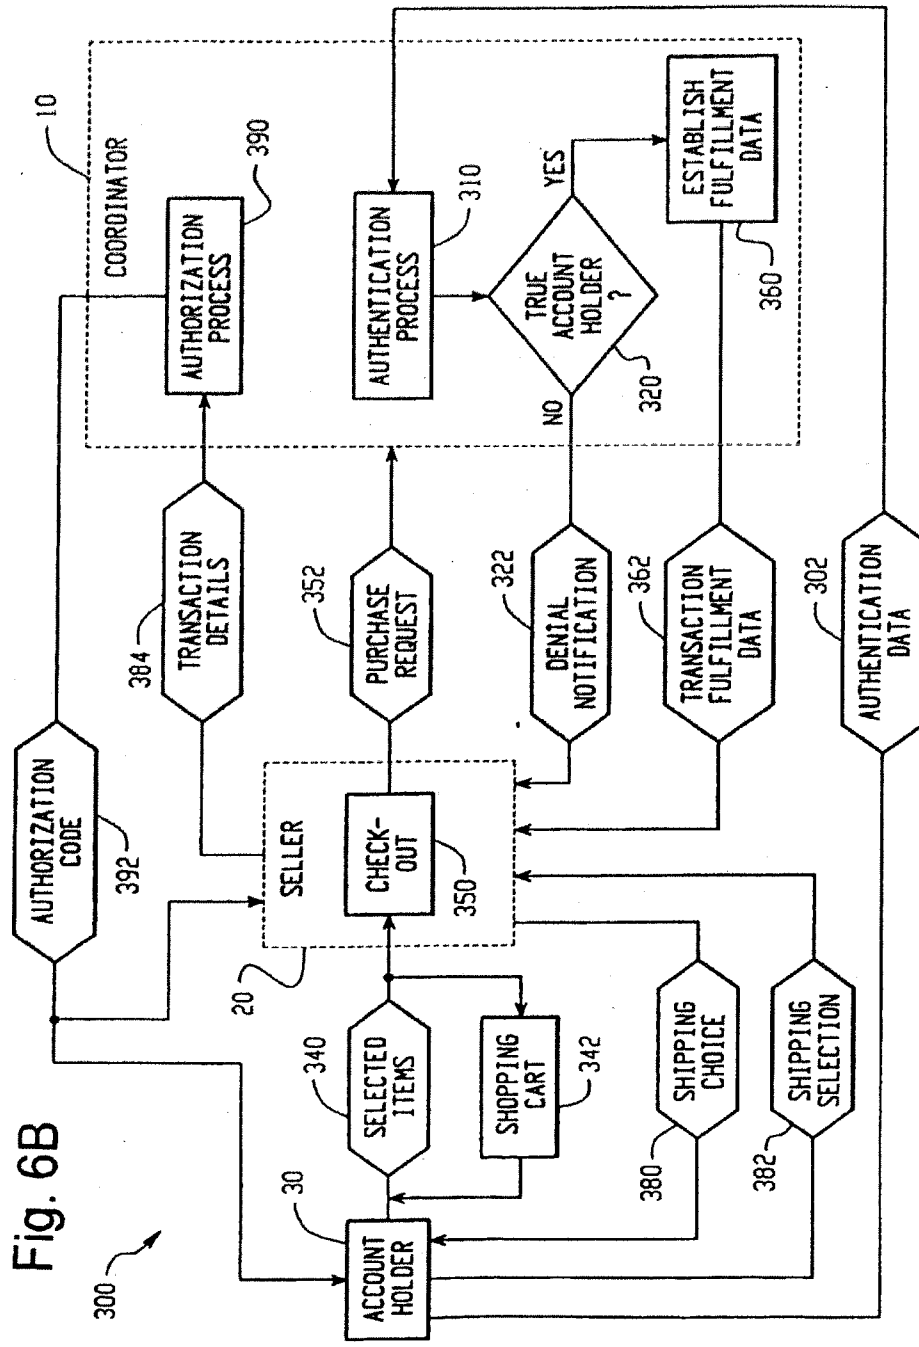 Fig. 6B
300
10
COORDINATOR
AUTHORIZATION
CODE
392
384
TRANSACTION
DETAILS
AUTHORIZATION
PROCESS
390
20
SELLER
30
ACCOUNT
HOLDER
340
SELECTED
ITEMS
CHECK-
OUT
350
352
PURCHASE
REQUEST
AUTHENTICATION
PROCESS
310
SHOPPING
CART
342
322
DENIAL
NOTIFICATION
NO
TRUE
ACCOUNT
HOLDER
?
320
YES
380
SHIPPING
CHOICE
362
TRANSACTION
FULFILLMENT
DATA
ESTABLISH
FULFILLMENT
DATA
360
382
SHIPPING
SELECTION
302
AUTHENTICATION
DATA